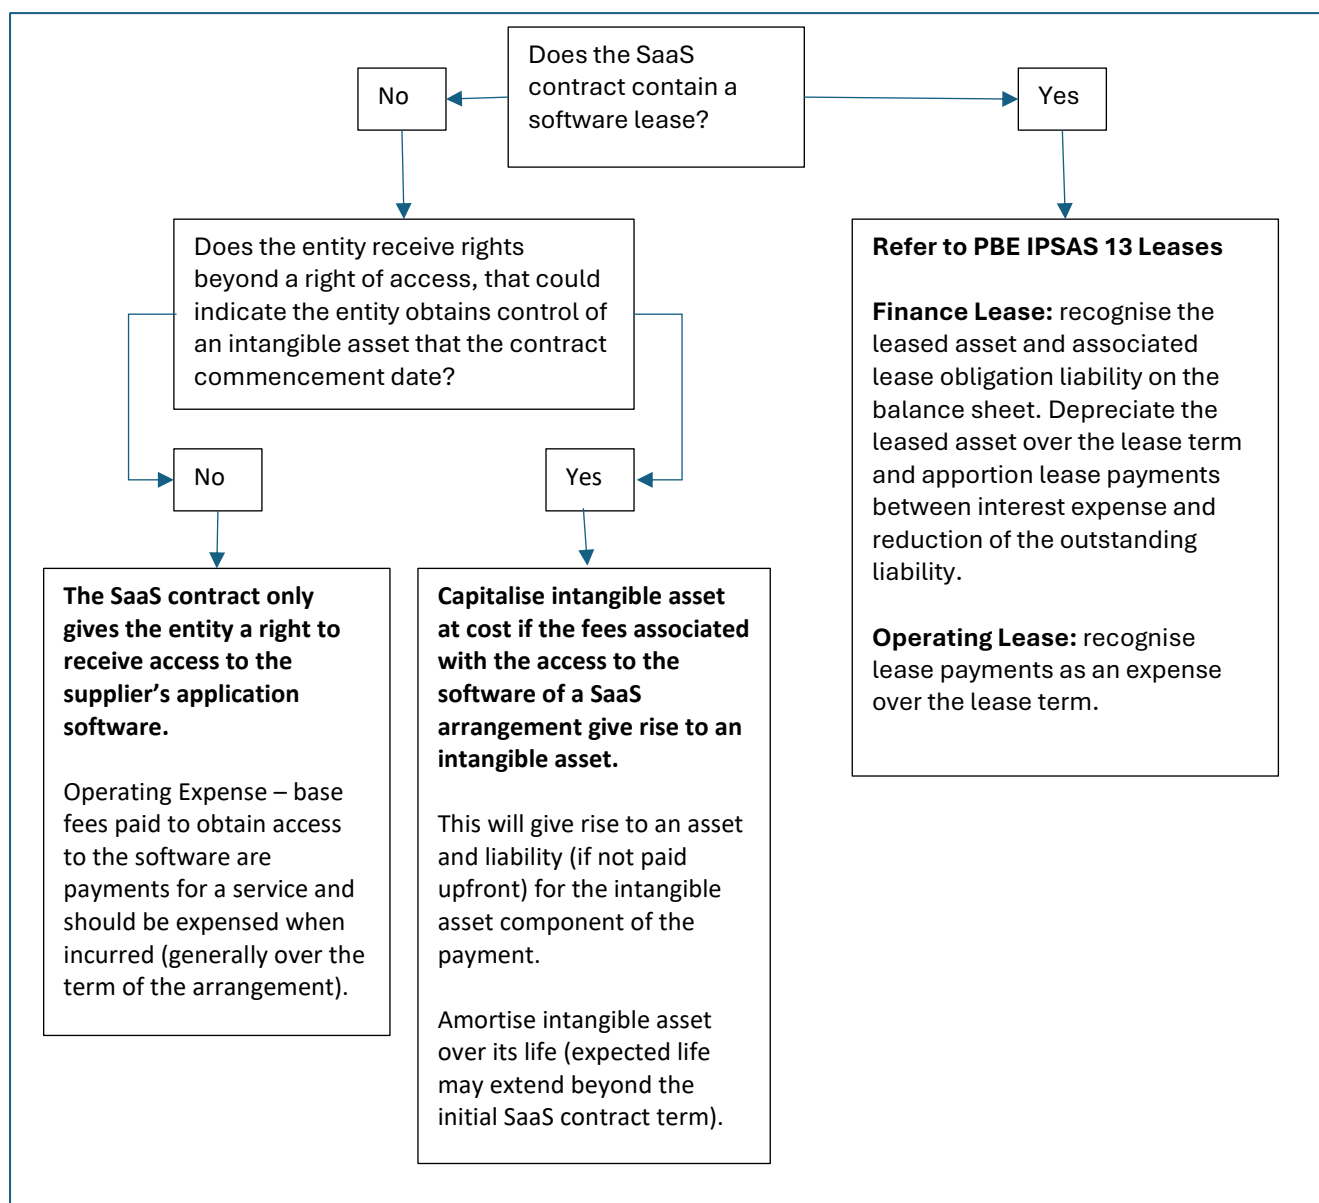 Does the SaaS
contract contain a
software lease?
No
Yes
Does the entity receive rights
beyond a right of access, that could
indicate the entity obtains control of
an intangible asset that the contract
commencement date?
No
Yes
The SaaS contract only
gives the entity a right to
receive access to the
supplier’s application
software.
Operating Expense – base
fees paid to obtain access
to the software are
payments for a service and
should be expensed when
incurred (generally over the
term of the arrangement).
Capitalise intangible asset
at cost if the fees associated
with the access to the
software of a SaaS
arrangement give rise to an
intangible asset.
This will give rise to an asset
and liability (if not paid
upfront) for the intangible
asset component of the
payment.
Amortise intangible asset
over its life (expected life
may extend beyond the
initial SaaS contract term).
Refer to PBE IPSAS 13 Leases
Finance Lease: recognise the
leased asset and associated
lease obligation liability on the
balance sheet. Depreciate the
leased asset over the lease term
and apportion lease payments
between interest expense and
reduction of the outstanding
liability.
Operating Lease: recognise
lease payments as an expense
over the lease term.